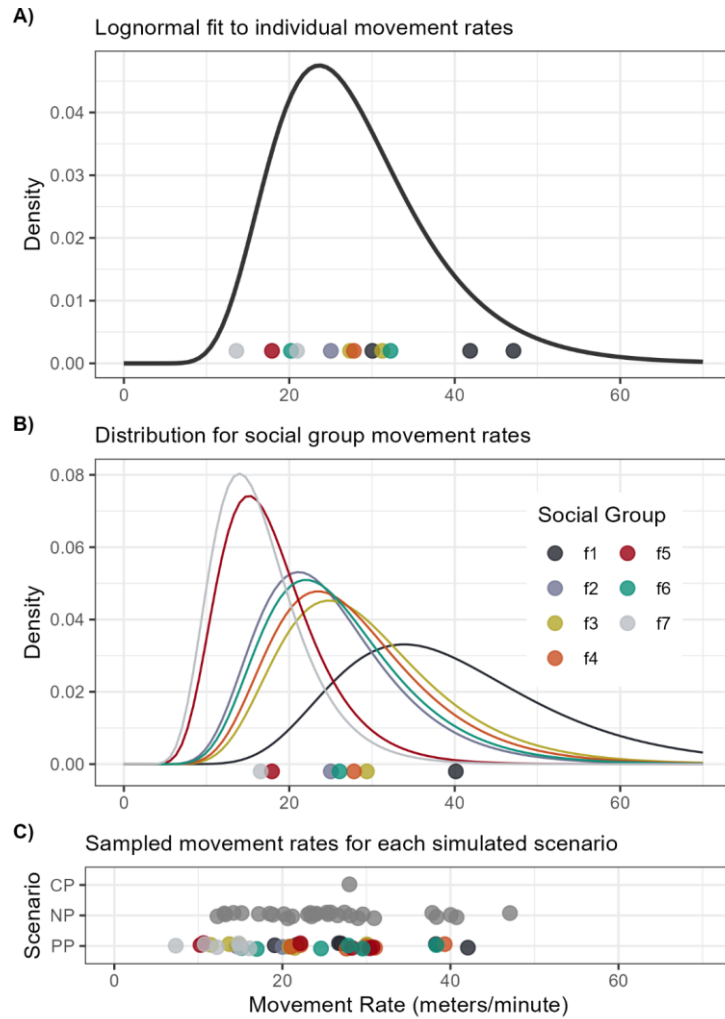 A)
Lognormal fit to individual movement rates
Density
0.04
0.03
0.02
0.01
0.00
0 20 40 60
B)
Distribution for social group movement rates
Density
0.08
0.06
0.04
0.02
0.00
Social Group
f1 f5
f2 f6
f3 f7
f4
0 20 40 60
C)
Sampled movement rates for each simulated scenario
Scenario
CP
NP
PP
0 20 40 60
Movement Rate (meters/minute)